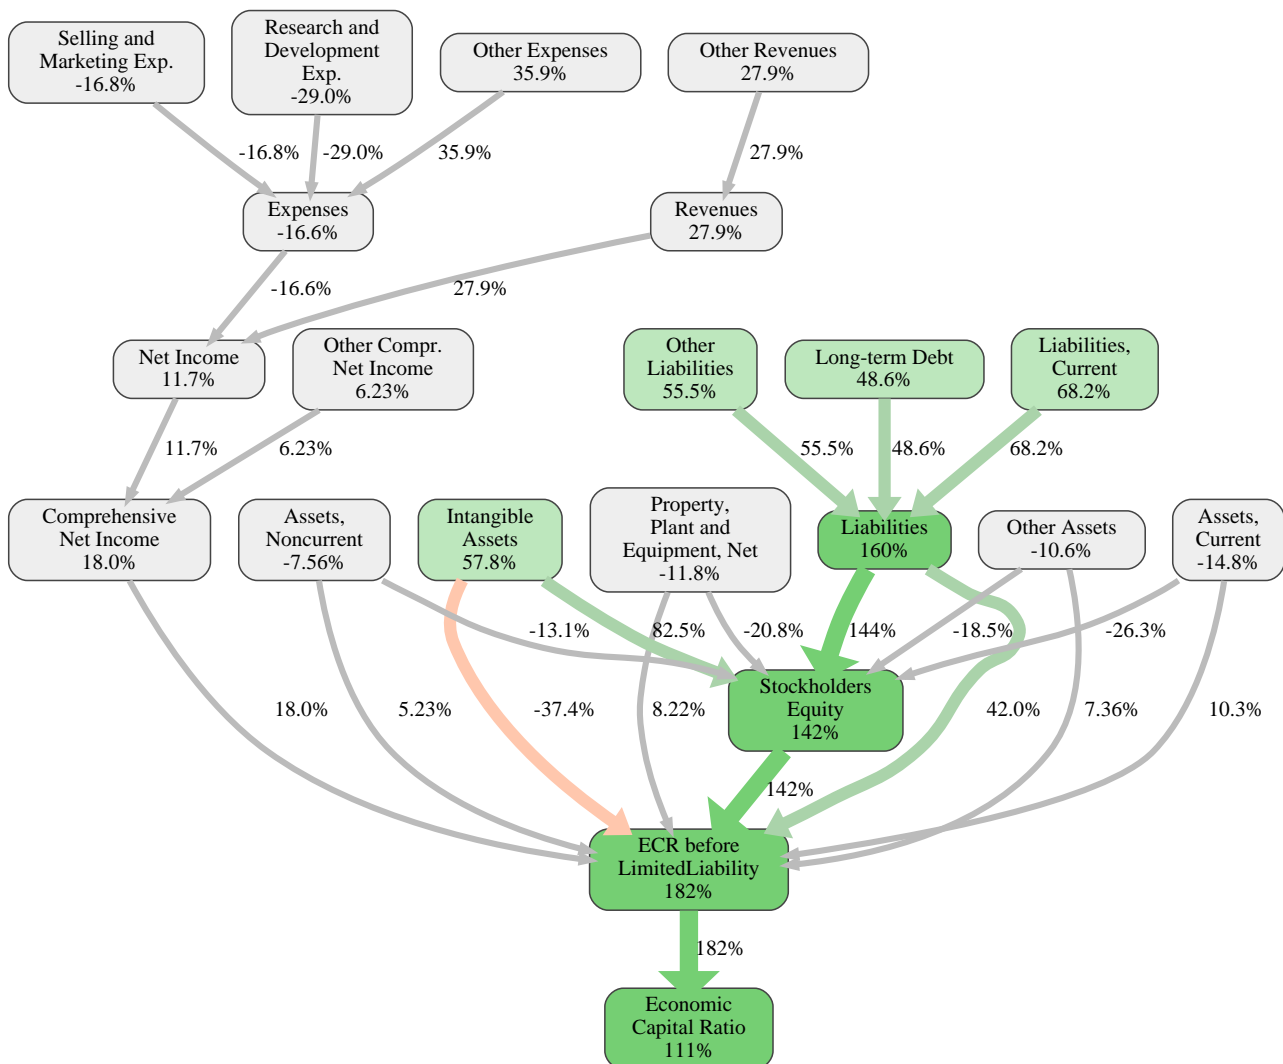 Selling and
Marketing Exp.
-16.8%
Research and
Development
Exp.
-29.0%
Other Expenses
35.9%
Other Revenues
27.9%
-16.8%
-29.0%
35.9%
27.9%
Expenses
-16.6%
Revenues
27.9%
-16.6%
27.9%
Net Income
11.7%
Other Compr.
Net Income
6.23%
Other
Liabilities
55.5%
Long-term Debt
48.6%
Liabilities,
Current
68.2%
11.7%
6.23%
55.5%
48.6%
68.2%
Comprehensive
Net Income
18.0%
Assets,
Noncurrent
-7.56%
Intangible
Assets
57.8%
Property,
Plant and
Equipment, Net
-11.8%
Liabilities
160%
Other Assets
-10.6%
Assets,
Current
-14.8%
-13.1%
82.5%
-20.8%
144%
-18.5%
-26.3%
Stockholders
Equity
142%
18.0%
5.23%
-37.4%
8.22%
42.0%
7.36%
10.3%
142%
ECR before
LimitedLiability
182%
182%
Economic
Capital Ratio
111%